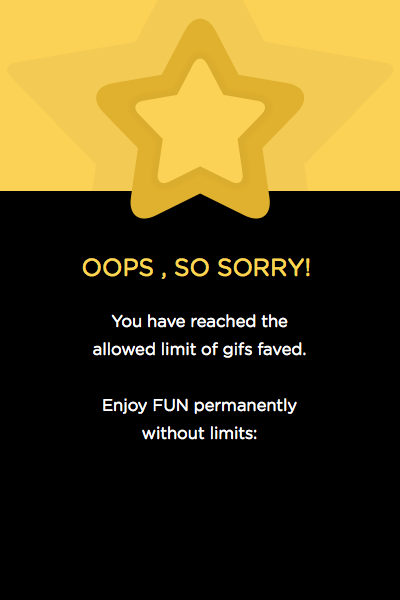 OOPS , SO SORRY!
You have reached the
allowed limit of gifs faved.
Enjoy FUN permanently
without limits: